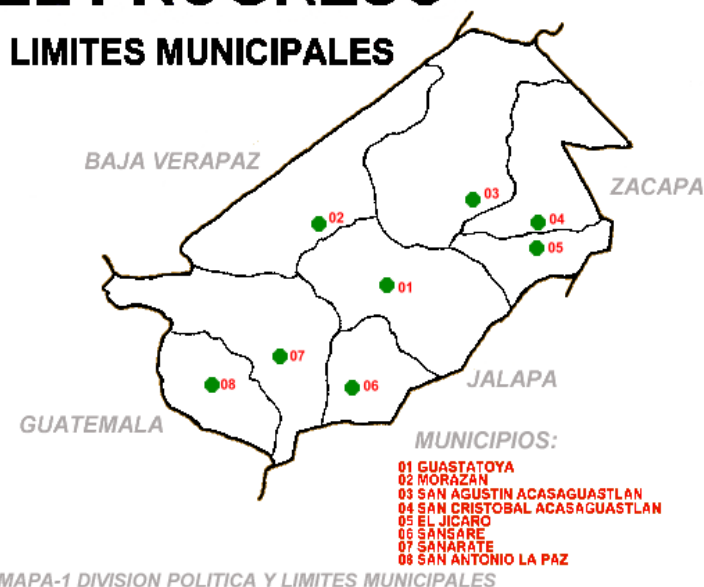 EL PROGRESO
LIMITES MUNICIPALES
BAJA VERAPAZ
ZACAPA
03
02
04
05
01
07
08
06
JALAPA
GUATEMALA
MUNICIPIOS:
01 GUASTATOYA
02 MORAZAN
03 SAN AGUSTIN ACASAGUASTLAN
04 SAN CRISTOBAL ACASAGUASTLAN
05 EL JICARO
06 SANSARE
07 SANARATE
08 SAN ANTONIO LA PAZ
MAPA-1 DIVISION POLITICA Y LIMITES MUNICIPALES